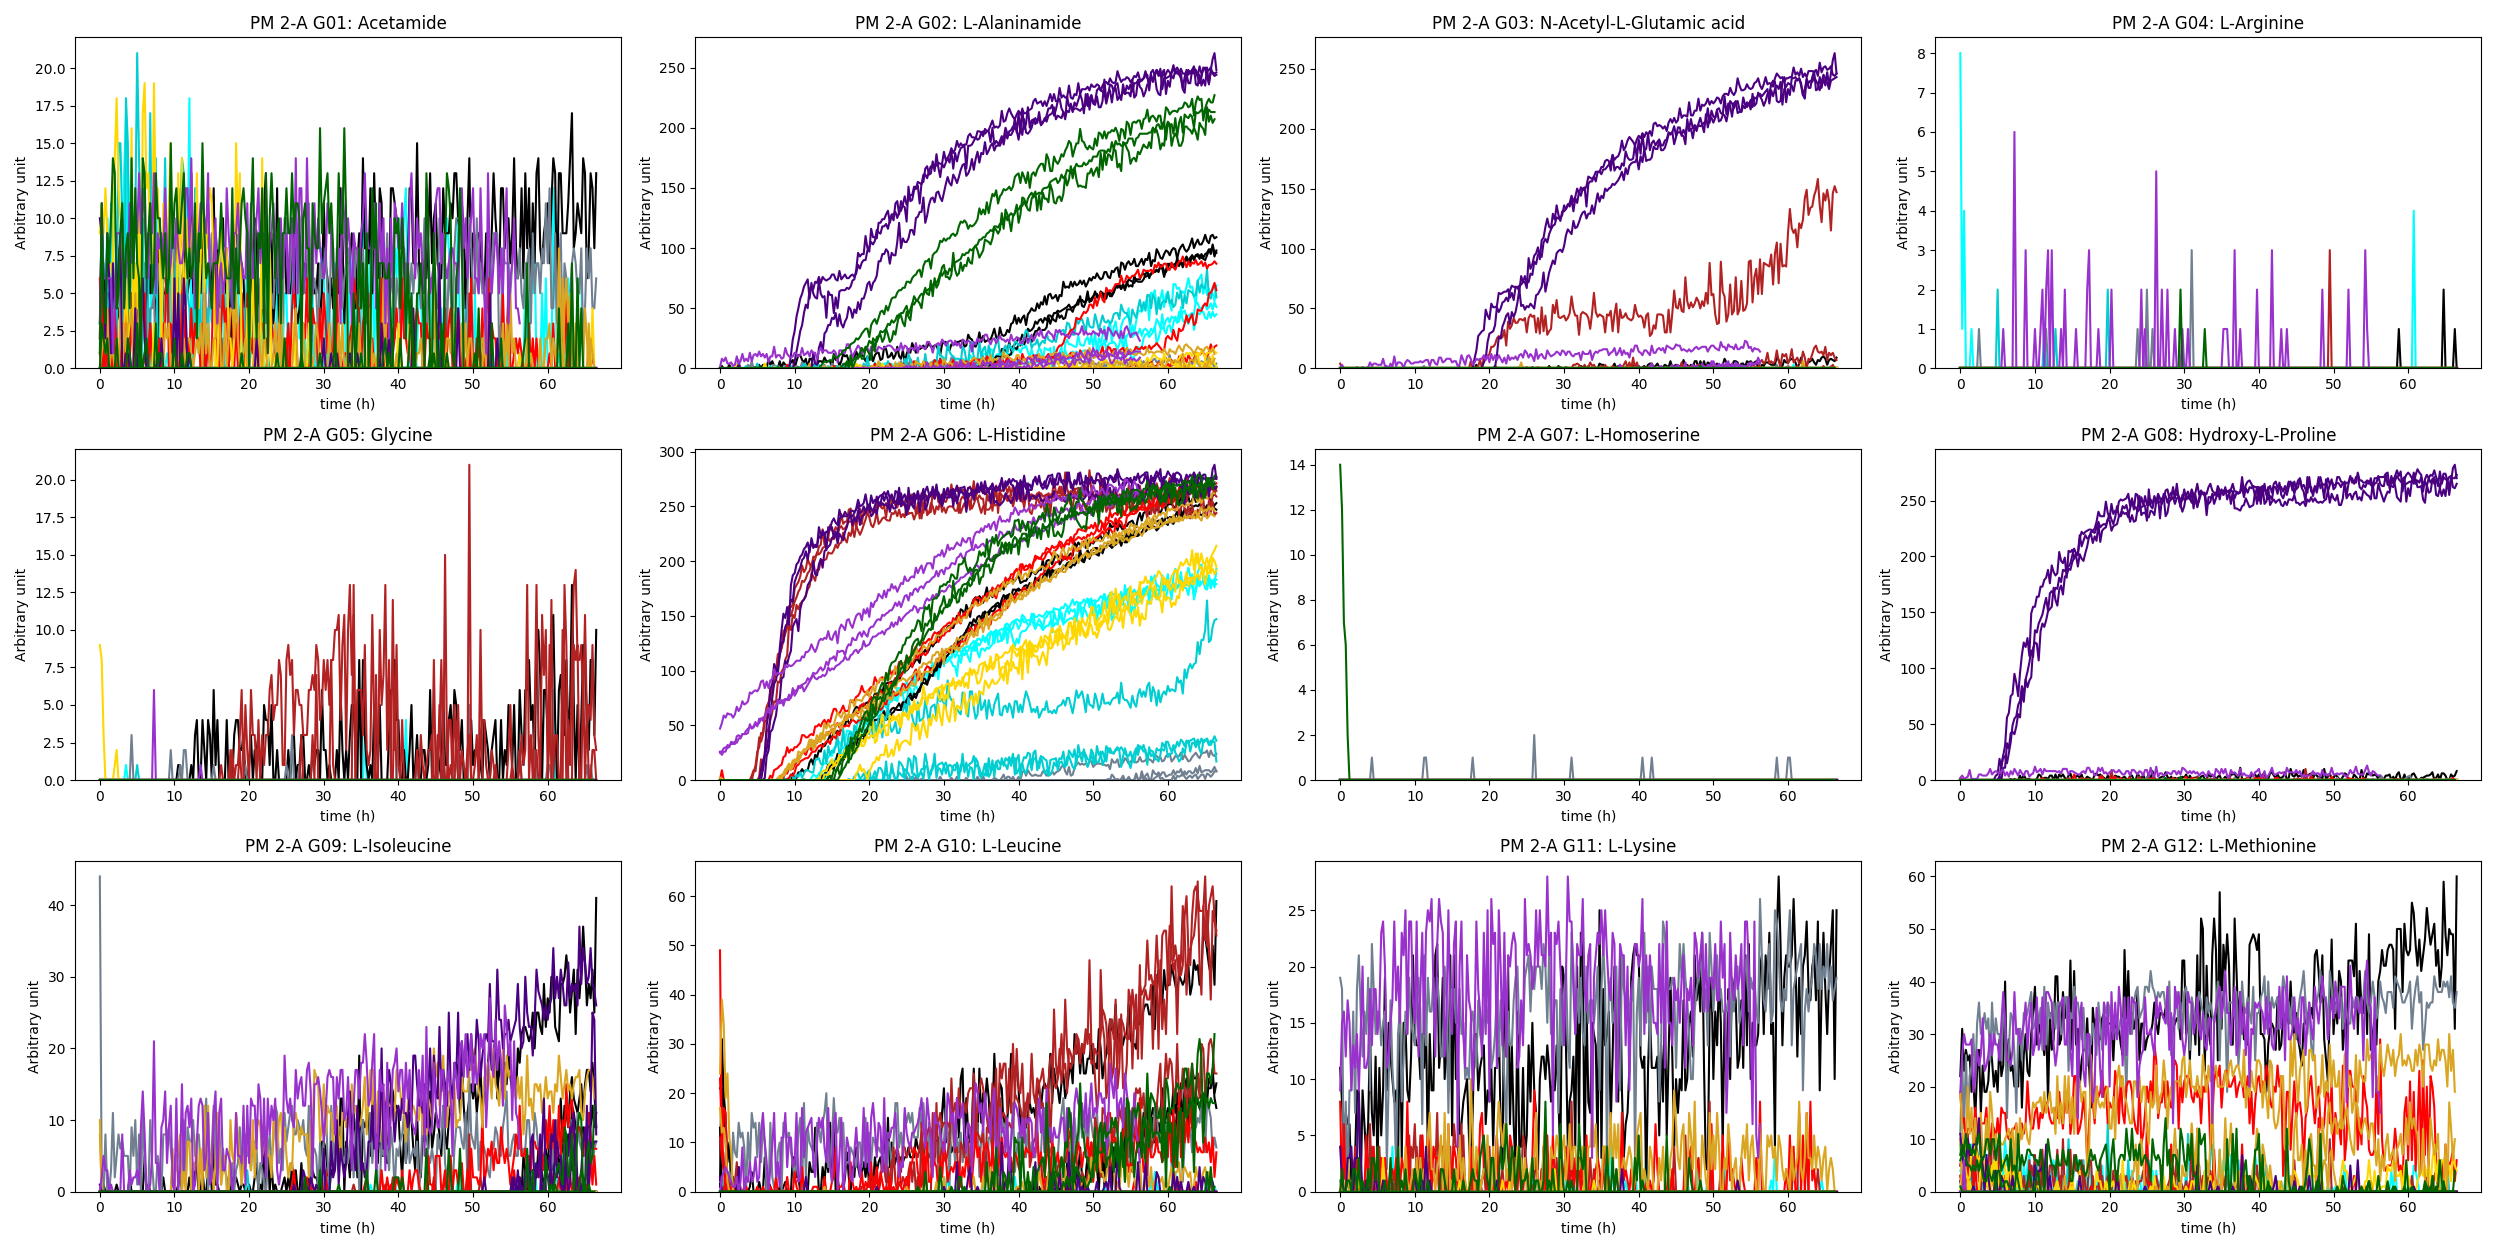 PM 2-A G01: Acetamide
20.0
17.5
15.0
12.5
10.0
7.5
5.0
2.5
0.0
Arbitrary unit
0 10 20 30 40 50 60
time (h)
PM 2-A G02: L-Alaninamide
250
200
150
100
50
0
Arbitrary unit
0 10 20 30 40 50 60
time (h)
PM 2-A G03: N-Acetyl-L-Glutamic acid
250
200
150
100
50
0
Arbitrary unit
0 10 20 30 40 50 60
time (h)
PM 2-A G04: L-Arginine
8
7
6
5
4
3
2
1
0
Arbitrary unit
0 10 20 30 40 50 60
time (h)
PM 2-A G05: Glycine
20.0
17.5
15.0
12.5
10.0
7.5
5.0
2.5
0.0
Arbitrary unit
0 10 20 30 40 50 60
time (h)
PM 2-A G06: L-Histidine
300
250
200
150
100
50
0
Arbitrary unit
0 10 20 30 40 50 60
time (h)
PM 2-A G07: L-Homoserine
14
12
10
8
6
4
2
0
Arbitrary unit
0 10 20 30 40 50 60
time (h)
PM 2-A G08: Hydroxy-L-Proline
250
200
150
100
50
0
Arbitrary unit
0 10 20 30 40 50 60
time (h)
PM 2-A G09: L-Isoleucine
40
30
20
10
0
Arbitrary unit
0 10 20 30 40 50 60
time (h)
PM 2-A G10: L-Leucine
60
50
40
30
20
10
0
Arbitrary unit
0 10 20 30 40 50 60
time (h)
PM 2-A G11: L-Lysine
25
20
15
10
5
0
Arbitrary unit
0 10 20 30 40 50 60
time (h)
PM 2-A G12: L-Methionine
60
50
40
30
20
10
0
Arbitrary unit
0 10 20 30 40 50 60
time (h)